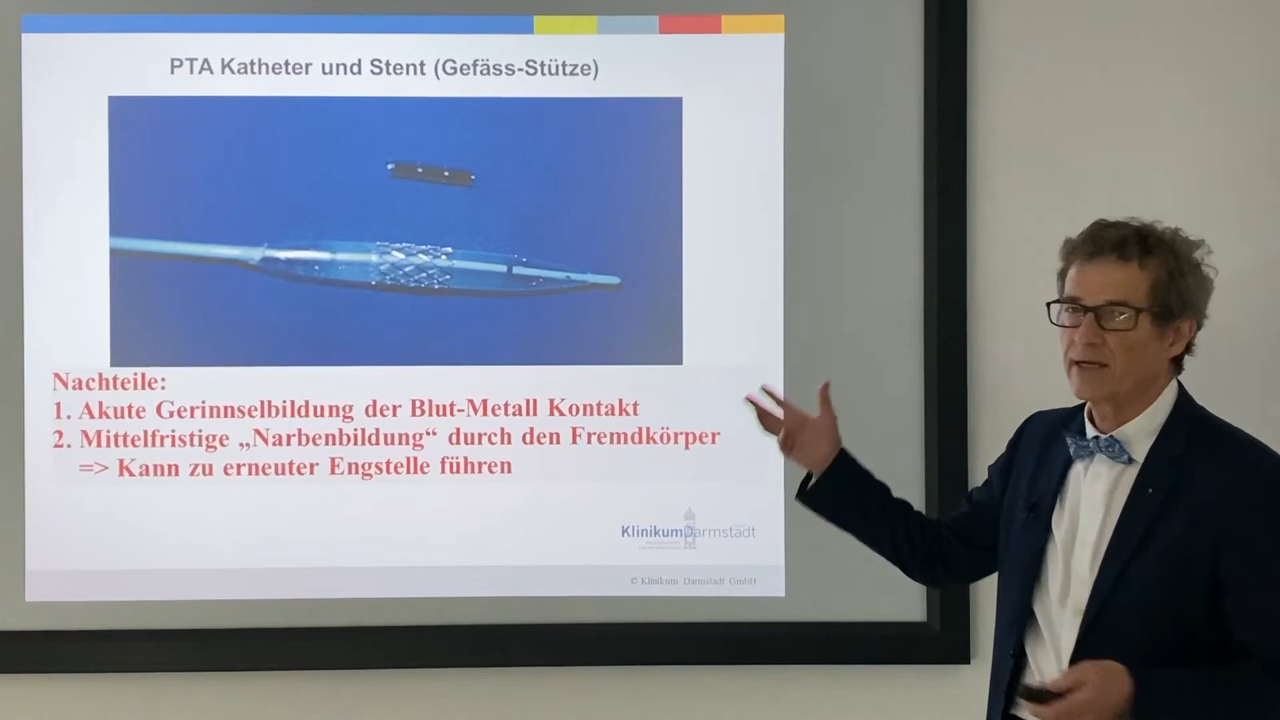 PTA Katheter und Stent (Gefäss-Stütze)
Nachteile:
1. Akute Gerinnselbildung der Blut-Metall Kontakt
2. Mittelfristige „Narbenbildung“ durch den Fremdkörper
=> Kann zu erneuter Engstelle führen
KlinikumDarmstadt
© Klinikum Darmstadt GmbH